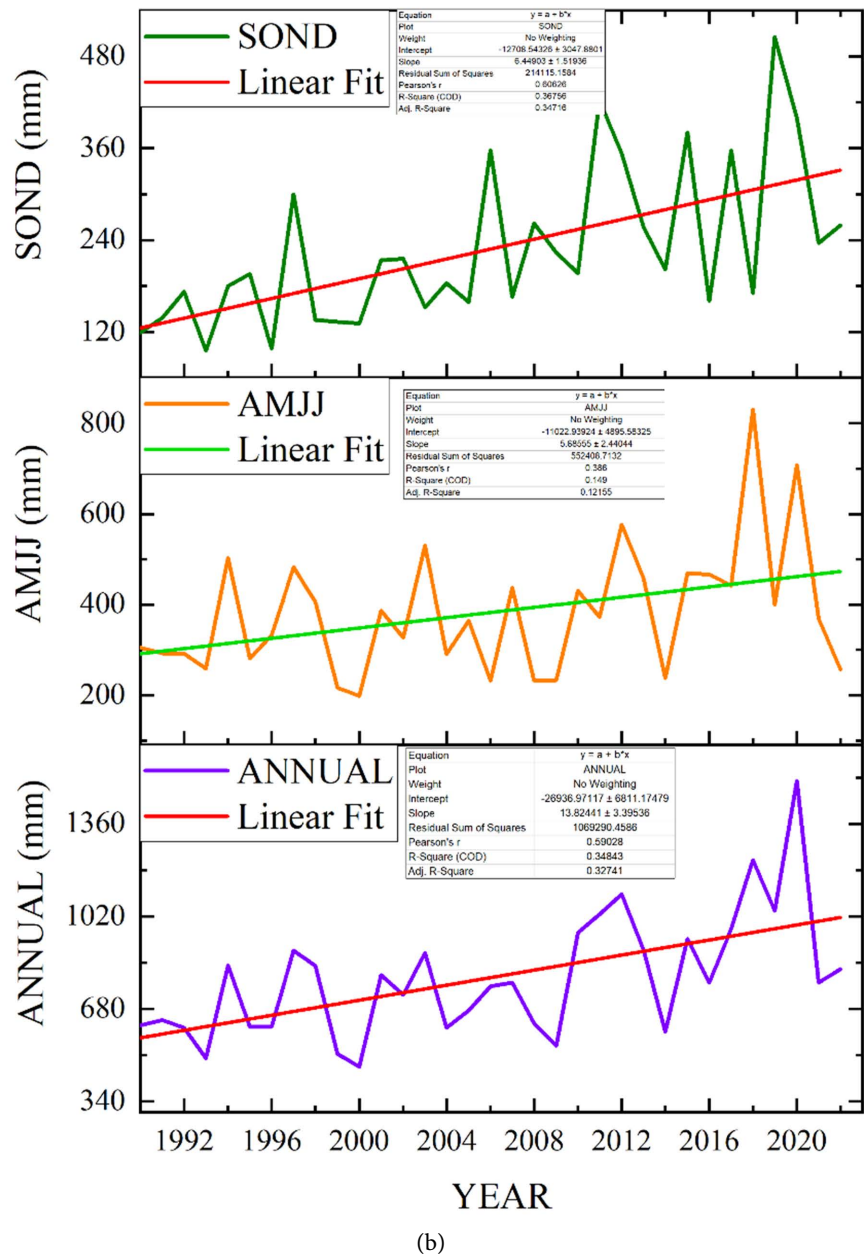 SOND
Linear Fit
Equation y = a + b*x
Plot SOND
Weight No Weighting
Intercept -12708.54326 ± 3047.8801
Slope 6.44903 ± 1.51936
Residual Sum of Squares 214115.1584
Pearson's r 0.60626
R-Square (COD) 0.36756
Adj. R-Square 0.34716
SOND (mm)
480
360
240
120
AMJJ
Linear Fit
Equation y = a + b*x
Plot AMJJ
Weight No Weighting
Intercept -11022.93924 ± 4895.58325
Slope 5.68555 ± 2.44044
Residual Sum of Squares 552408.7132
Pearson's r 0.386
R-Square (COD) 0.149
Adj. R-Square 0.12155
AMJJ (mm)
800
600
400
200
ANNUAL
Linear Fit
Equation y = a + b*x
Plot ANNUAL
Weight No Weighting
Intercept -26936.97117 ± 6811.17479
Slope 13.82441 ± 3.39536
Residual Sum of Squares 1069290.4586
Pearson's r 0.59028
R-Square (COD) 0.34843
Adj. R-Square 0.32741
ANNUAL (mm)
1360
1020
680
340
1992 1996 2000 2004 2008 2012 2016 2020
YEAR
(b)